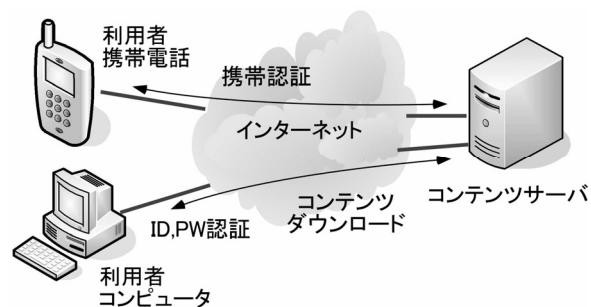 利用者
携帯電話
携帯認証
インターネット
コンテンツサーバ
コンテンツ
ダウンロード
ID,PW認証
利用者
コンピュータ